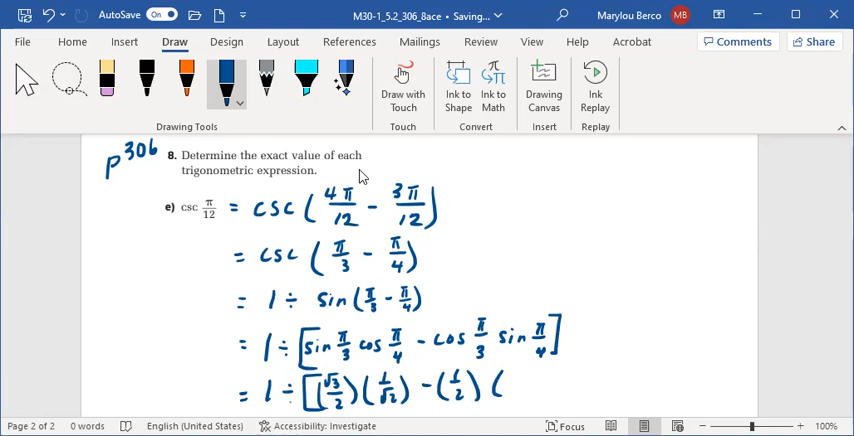 AutoSave On M30-1_5.2_306_8ace - Saving... Marylou Berco MB
File Home Insert Draw Design Layout References Mailings Review View Help Acrobat Comments Share
Draw with Touch Ink to Shape Ink to Math Drawing Canvas Ink Replay
Drawing Tools Touch Convert Insert Replay
p306 8. Determine the exact value of each
trigonometric expression.
e) csc π/12 = csc (4π/12 - 3π/12)
= csc (π/3 - π/4)
= 1 ÷ sin (π/3 - π/4)
= 1 ÷ [sin π/3 cos π/4 - cos π/3 sin π/4]
= 1 ÷ [(√3/2)(1/√2) - (1/2)(
Page 2 of 2 0 words English (United States) Accessibility: Investigate Focus 100%